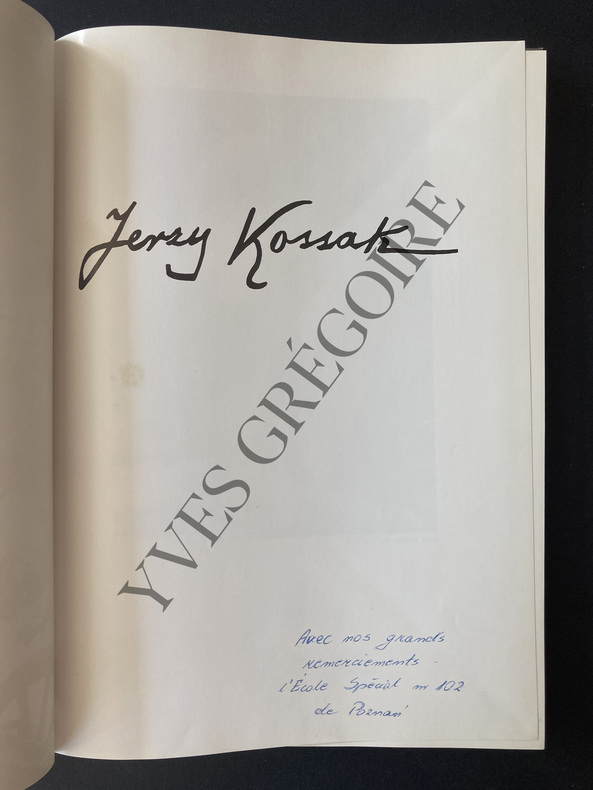 Jerzy Kossak
YVES GRÉGOIRE
Avec nos grands
remerciements -
l'École Spécial nr 102
de Poznań